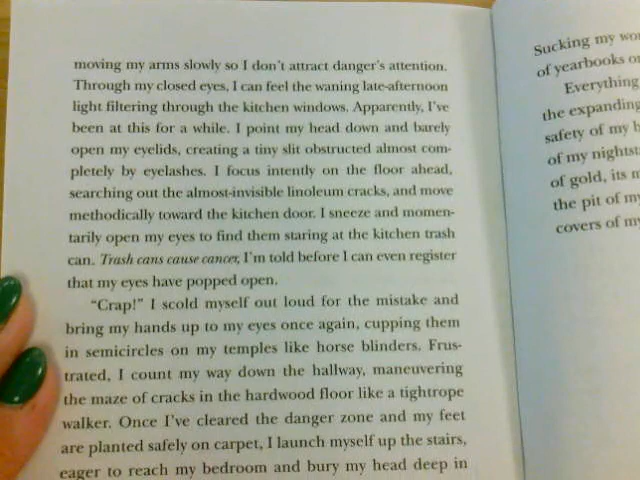 moving my arms slowly so I don't attract danger's attention.
Through my closed eyes, I can feel the waning late-afternoon
light filtering through the kitchen windows. Apparently, I've
been at this for a while. I point my head down and barely
open my eyelids, creating a tiny slit obstructed almost com-
pletely by eyelashes. I focus intently on the floor ahead,
searching out the almost-invisible linoleum cracks, and move
methodically toward the kitchen door. I sneeze and momen-
tarily open my eyes to find them staring at the kitchen trash
can. Trash cans cause cancer, I'm told before I can even register
that my eyes have popped open.
"Crap!" I scold myself out loud for the mistake and
bring my hands up to my eyes once again, cupping them
in semicircles on my temples like horse blinders. Frus-
trated, I count my way down the hallway, maneuvering
the maze of cracks in the hardwood floor like a tightrope
walker. Once I've cleared the danger zone and my feet
are planted safely on carpet, I launch myself up the stairs,
eager to reach my bedroom and bury my head deep in
Sucking my
of yearbooks
Everything
the expanding
safety of my
of my
of gold, its
the pit of my
covers of my